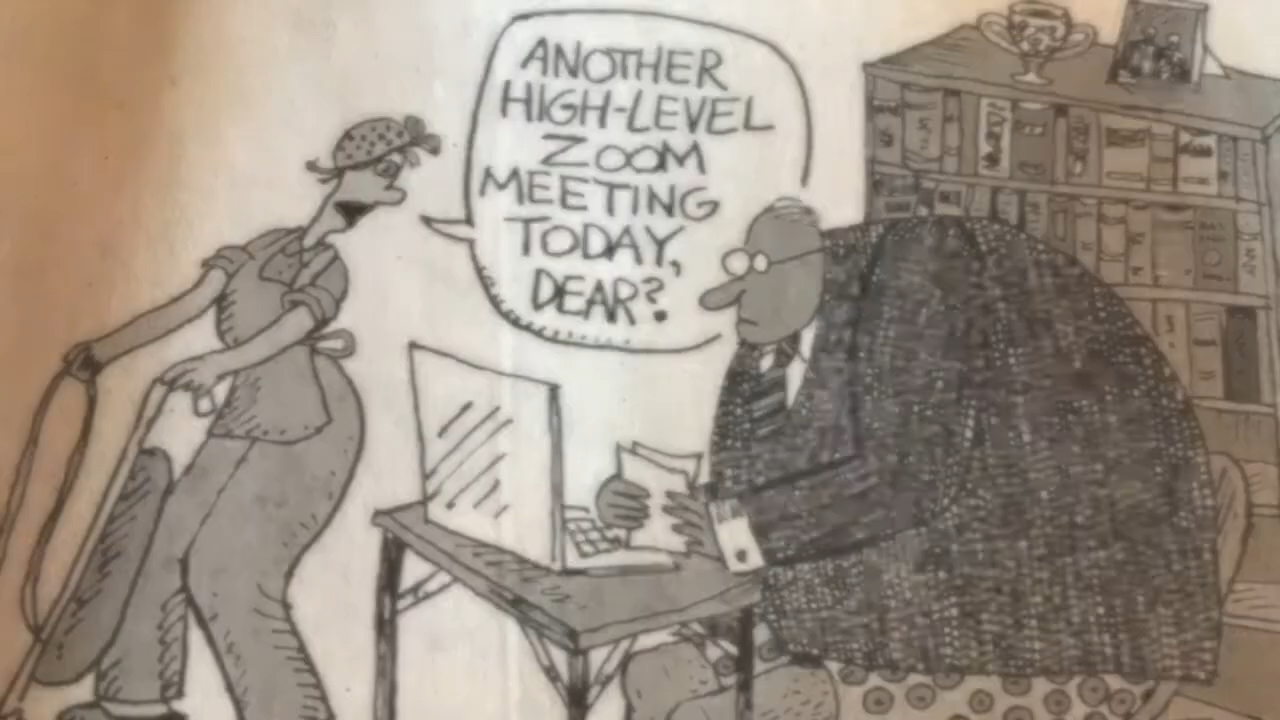 ANOTHER
HIGH-LEVEL
ZOOM
MEETING
TODAY,
DEAR?